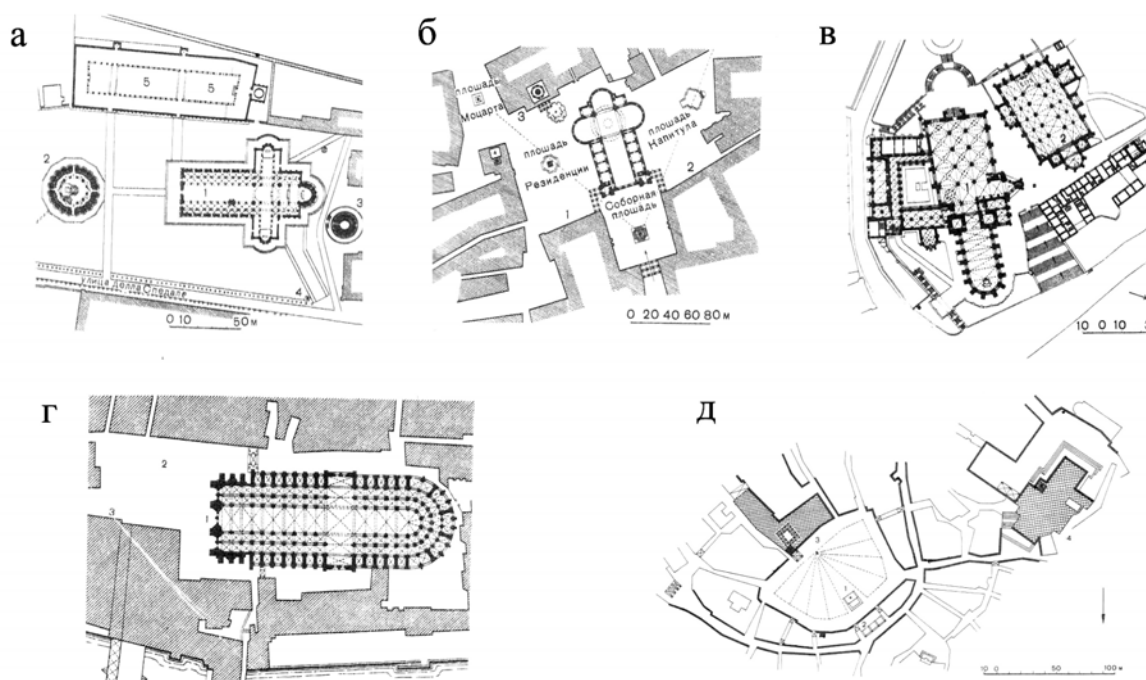 а
5
5
2
1
3
4
улица Делла Спедале
0 10 50 м
б
площадь
Моцарта
3
площадь
Капитула
площадь
Резиденции
2
1
Соборная
площадь
0 20 40 60 80 м
в
1
2
10 0 10
г
2
1
3
д
3
4
10 0 50 100 м